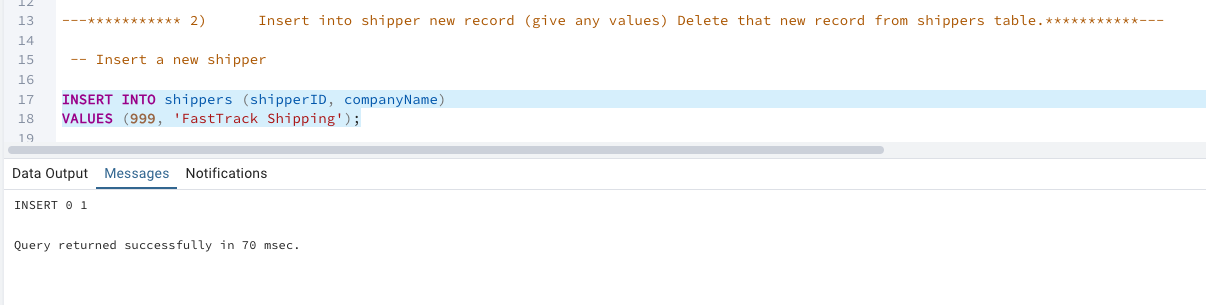 12
13 ---*********** 2) Insert into shipper new record (give any values) Delete that new record from shippers table.***********---
14
15 -- Insert a new shipper
16
17 INSERT INTO shippers (shipperID, companyName)
18 VALUES (999, 'FastTrack Shipping');
19
Data Output Messages Notifications
INSERT 0 1
Query returned successfully in 70 msec.